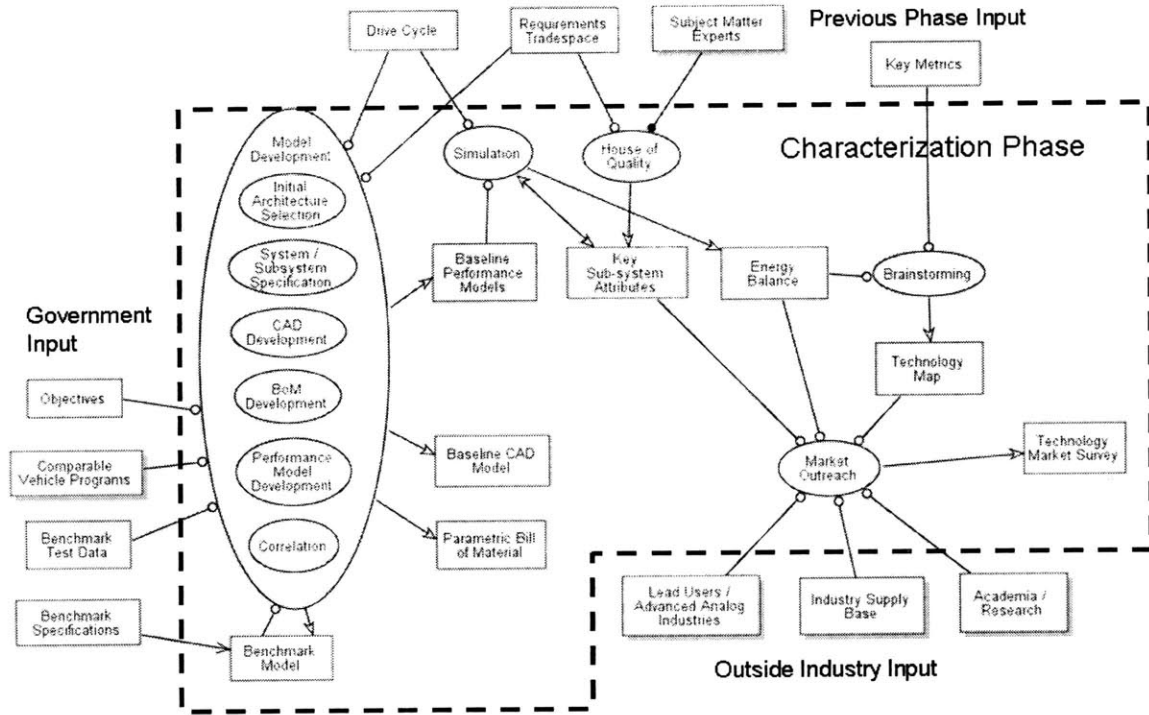 Previous Phase Input
Drive Cycle
Requirements
Tradespace
Subject Matter
Experts
Key Metrics
Characterization Phase
Model
Development
Initial
Architecture
Selection
System /
Subsystem
Specification
CAD
Development
BoM
Development
Performance
Model
Development
Correlation
Simulation
House of
Quality
Baseline
Performance
Models
Key
Sub-system
Attributes
Energy
Balance
Brainstorming
Technology
Map
Government
Input
Objectives
Comparable
Vehicle Programs
Benchmark
Test Data
Benchmark
Specifications
Benchmark
Model
Baseline CAD
Model
Parametric Bill
of Material
Market
Outreach
Technology
Market Survey
Lead Users /
Advanced Analog
Industries
Industry Supply
Base
Academia /
Research
Outside Industry Input